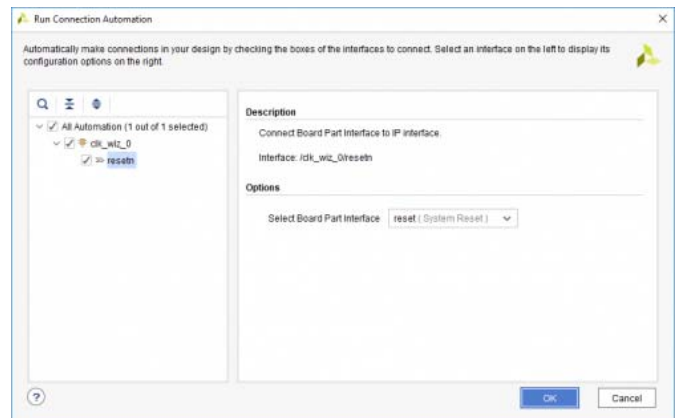 Run Connection Automation
Automatically make connections in your design by checking the boxes of the interfaces to connect. Select an interface on the left to display its
configuration options on the right.
All Automation (1 out of 1 selected)
clk_wiz_0
resetn
Description
Connect Board Part Interface to IP interface.
Interface: /clk_wiz_0/resetn
Options
Select Board Part Interface reset ( System Reset )
?
OK
Cancel